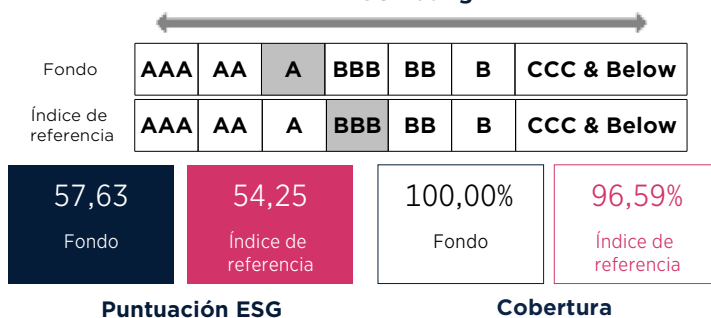 Fondo AAA AA A BBB BB B CCC & Below
Índice de
referencia AAA AA A BBB BB B CCC & Below
57,63 54,25 100,00% 96,59%
Fondo Índice de
referencia Fondo Índice de
referencia
Puntuación ESG Cobertura